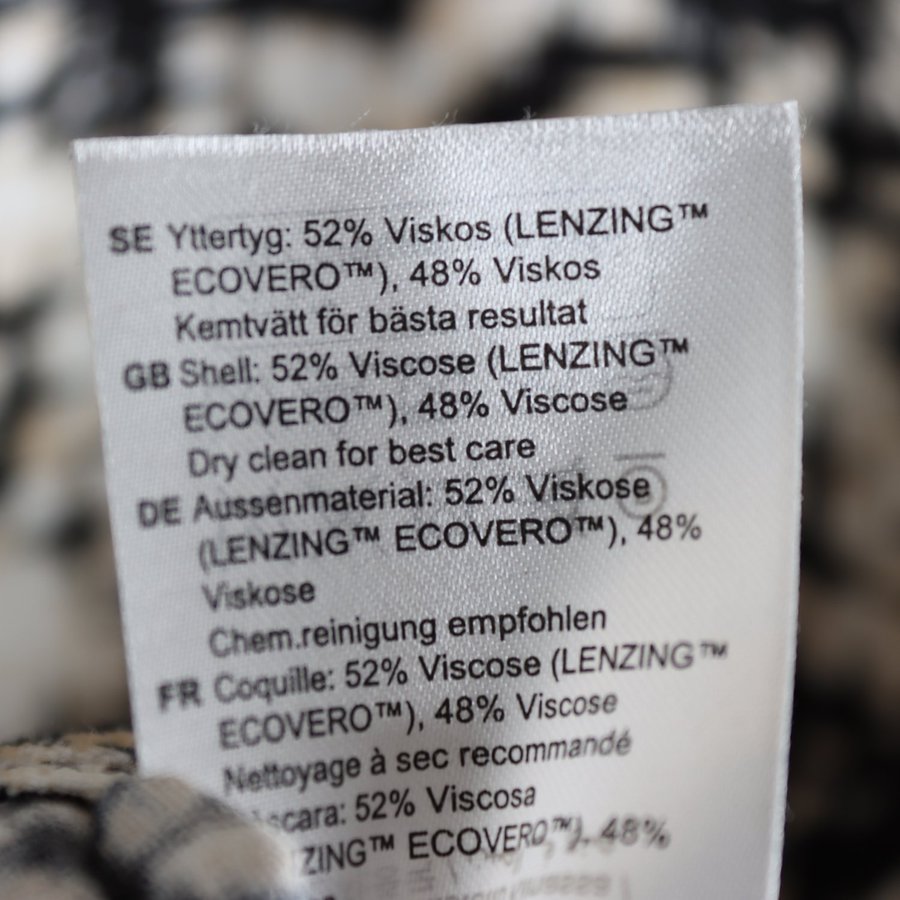 SE Yttertyg: 52% Viskos (LENZING™
ECOVERO™), 48% Viskos
Kemtvätt för bästa resultat
GB Shell: 52% Viscose (LENZING™
ECOVERO™), 48% Viscose
Dry clean for best care
DE Aussenmaterial: 52% Viskose
(LENZING™ ECOVERO™), 48%
Viskose
Chem.reinigung empfohlen
FR Coquille: 52% Viscose (LENZING™
ECOVERO™), 48% Viscose
Nettoyage à sec recommandé
52% Viscosa
ECOVERO™), 48%